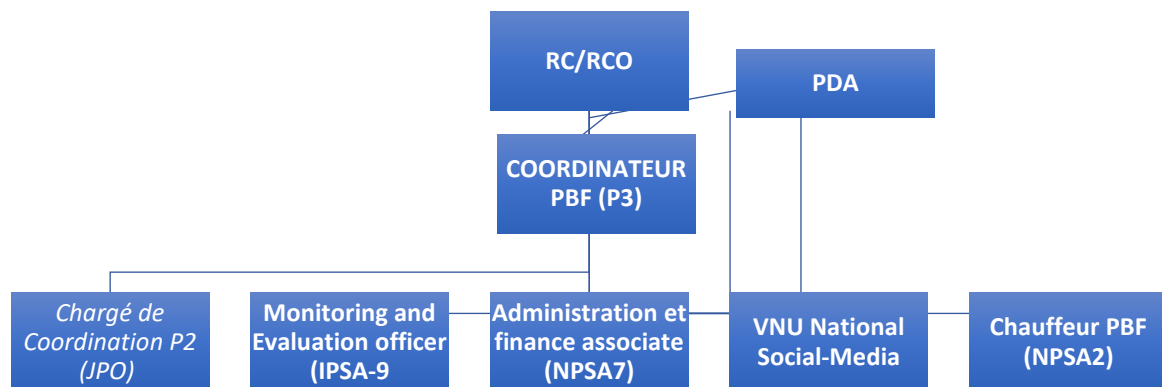 RC/RCO
PDA
COORDINATEUR
PBF (P3)
Chargé de
Coordination P2
(JPO)
Monitoring and
Evaluation officer
(IPSA-9
Administration et
finance associate
(NPSA7)
VNU National
Social-Media
Chauffeur PBF
(NPSA2)